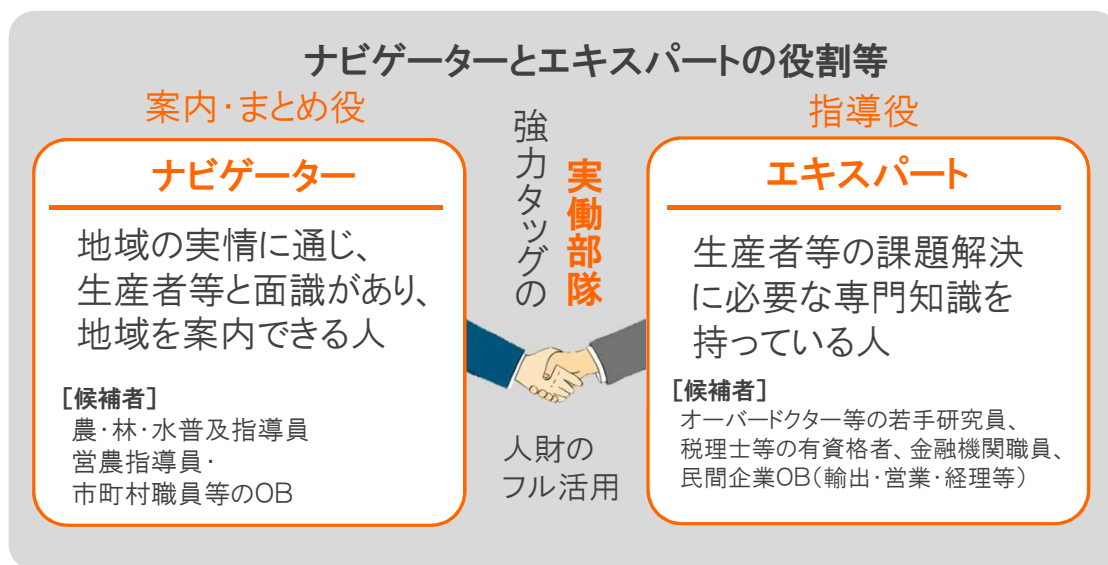 ナビゲーターとエキスパートの役割等
案内・まとめ役
ナビゲーター
地域の実情に通じ、
生産者等と面識があり、
地域を案内できる人
［候補者］
農・林・水普及指導員
営農指導員・
市町村職員等のOB
強力タッグの
実働部隊
人財の
フル活用
指導役
エキスパート
生産者等の課題解決
に必要な専門知識を
持っている人
［候補者］
オーバードクター等の若手研究員、
税理士等の有資格者、金融機関職員、
民間企業OB（輸出・営業・経理等）